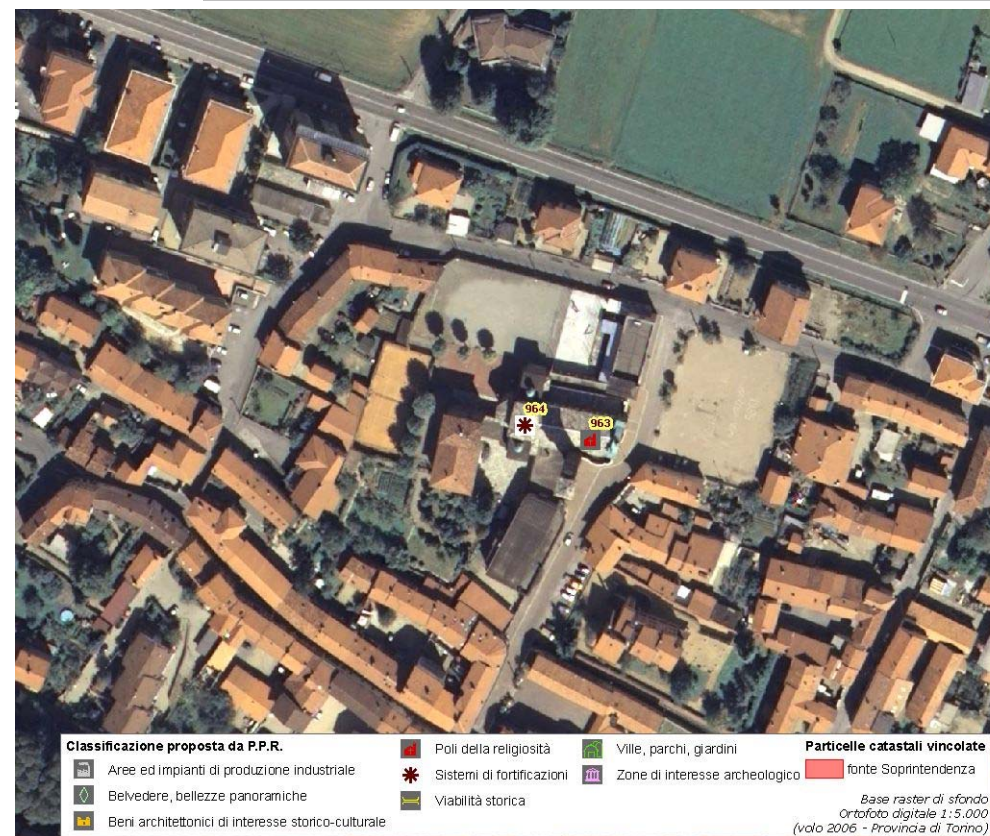 964
963
Classificazione proposta da P.P.R.
Aree ed impianti di produzione industriale
Belvedere, bellezze panoramiche
Beni architettonici di interesse storico-culturale
Poli della religiosità
Sistemi di fortificazioni
Viabilità storica
Ville, parchi, giardini
Zone di interesse archeologico
Particelle catastali vincolate
fonte Soprintendenza
Base raster di sfondo
Ortofoto digitale 1:5.000
(volo 2006 - Provincia di Torino)